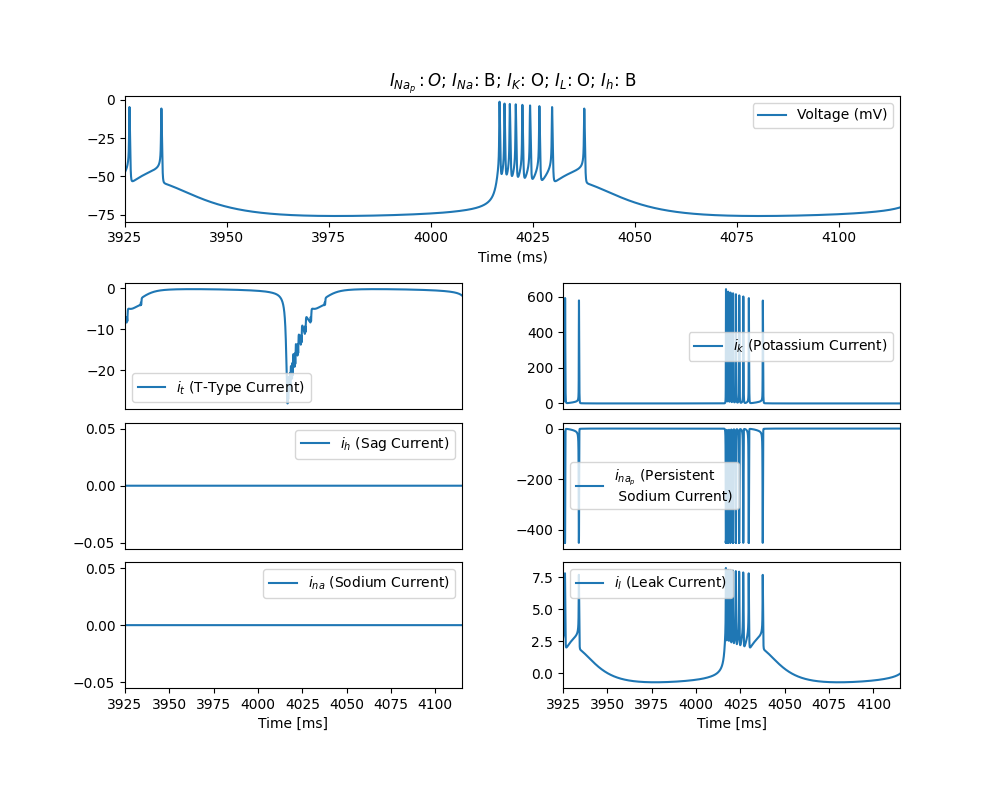 I_{Na_p} : O; I_{Na}: B; I_K: O; I_L: O; I_h: B
0
−25
−50
−75
Voltage (mV)
3925 3950 3975 4000 4025 4050 4075 4100
Time (ms)
0
−10
−20
i_t (T-Type Current)
600
400
200
0
i_k (Potassium Current)
0.05
0.00
−0.05
i_h (Sag Current)
0
−200
−400
i_{na_p} (Persistent
Sodium Current)
0.05
0.00
−0.05
i_{na} (Sodium Current)
3925 3950 3975 4000 4025 4050 4075 4100
Time [ms]
7.5
5.0
2.5
0.0
i_l (Leak Current)
3925 3950 3975 4000 4025 4050 4075 4100
Time [ms]